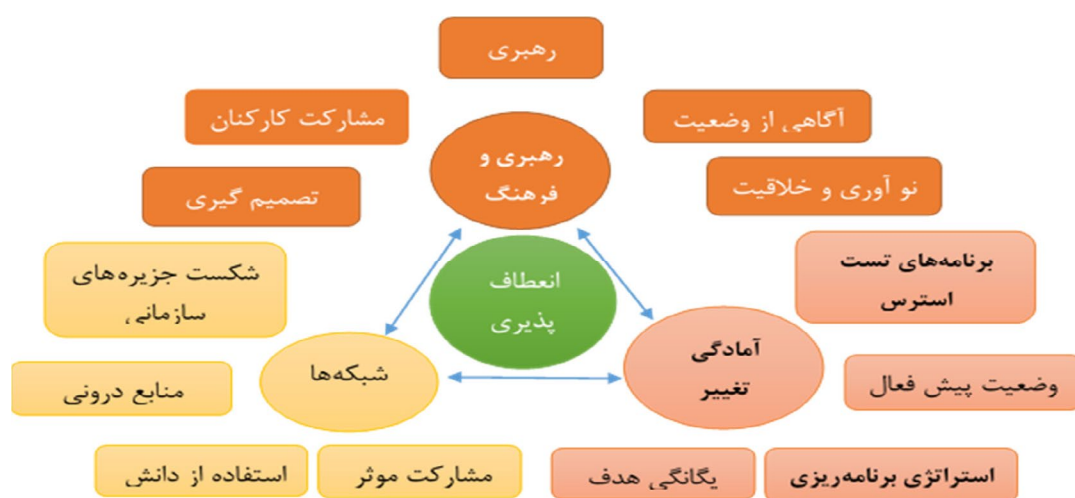 رهبری
مشارکت کارکنان
آگاهی از وضعیت
رهبری و
فرهنگ
نو آوری و خلاقیت
تصمیم گیری
شکست جزیره‌های
سازمانی
انعطاف
پذیری
برنامه‌های تست
استرس
شبکه‌ها
آمادگی
تغییر
منابع درونی
وضعیت پیش فعال
استفاده از دانش
مشارکت موثر
یگانگی هدف
استراتژی برنامه‌ریزی